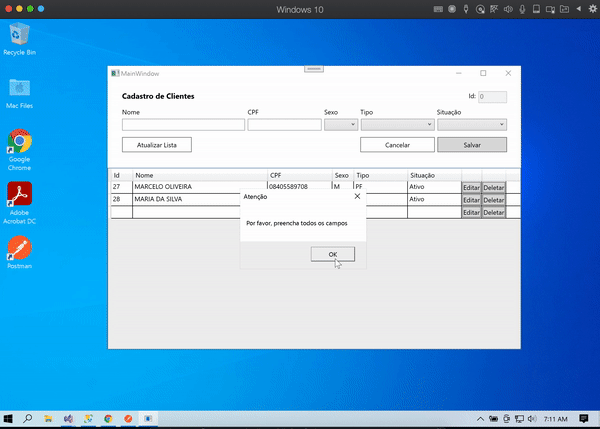 Windows 10
Recycle Bin
Mac Files
Google
Chrome
Adobe
Acrobat DC
Postman
MainWindow
Cadastro de Clientes
Id: 0
Nome CPF Sexo Tipo Situação
Atualizar Lista Cancelar Salvar
Id Nome CPF Sexo Tipo Situação
27 MARCELO OLIVEIRA 08405589708 M PF Ativo Editar Deletar
28 MARIA DA SILVA Ativo Editar Deletar
Editar Deletar
Atenção
Por favor, preencha todos os campos
OK
7:11 AM